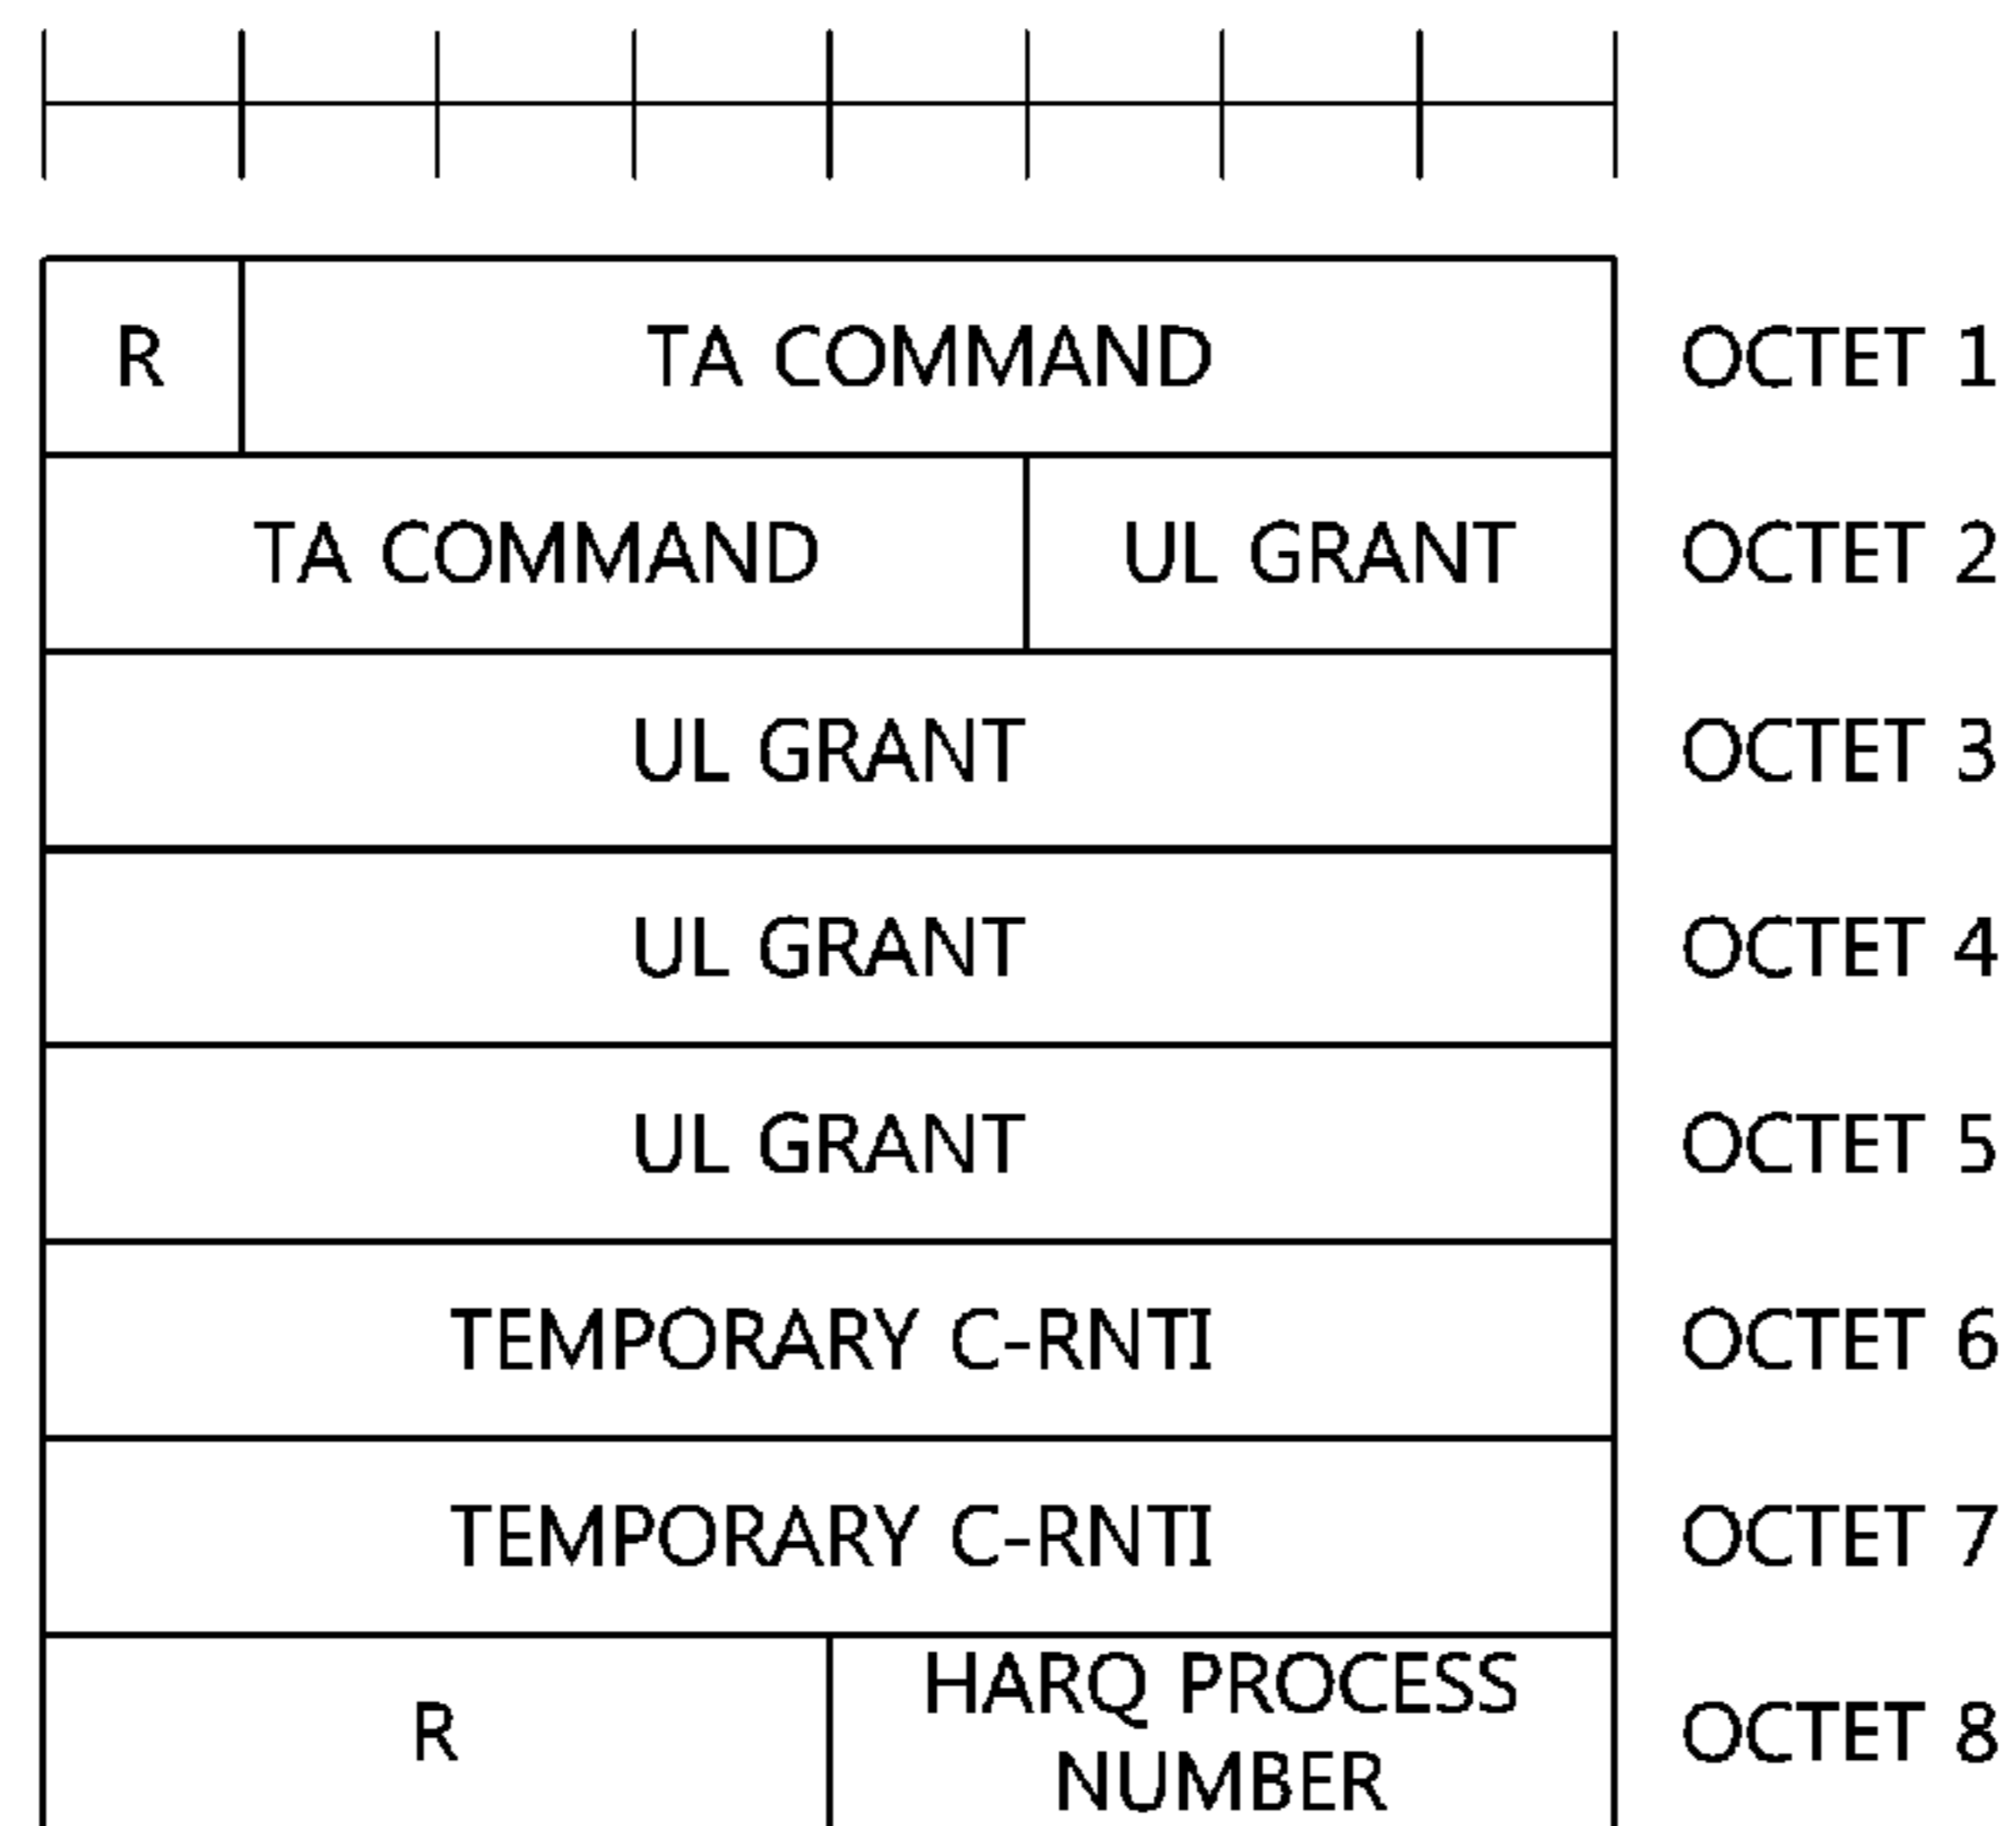 R TA COMMAND OCTET 1
TA COMMAND UL GRANT OCTET 2
UL GRANT OCTET 3
UL GRANT OCTET 4
UL GRANT OCTET 5
TEMPORARY C-RNTI OCTET 6
TEMPORARY C-RNTI OCTET 7
R HARQ PROCESS NUMBER OCTET 8